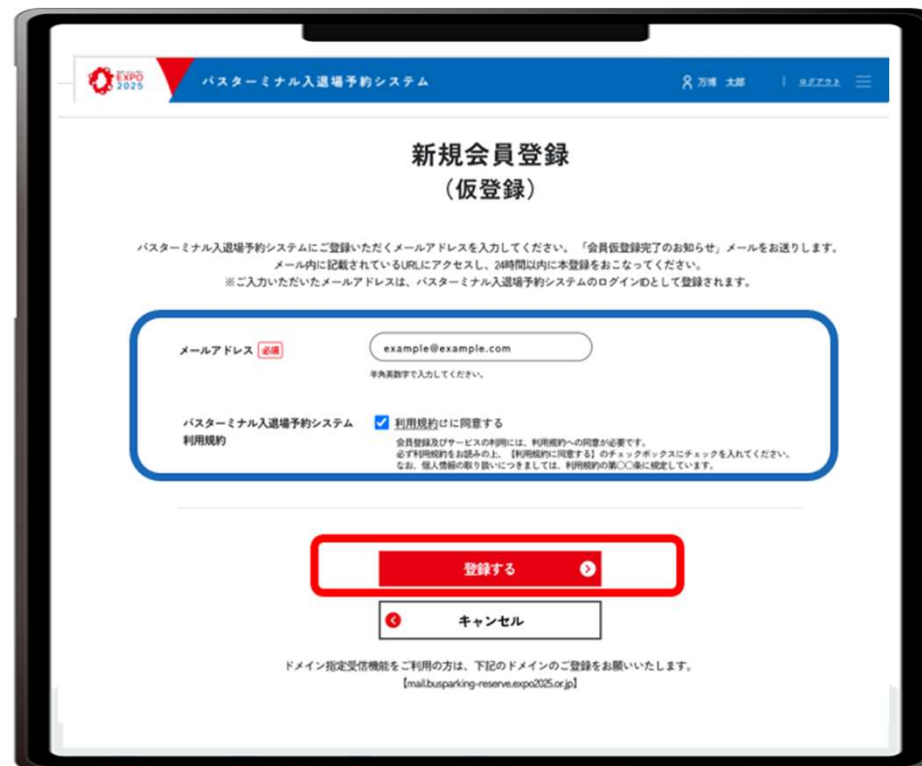 EXPO
2025
バスターミナル入退場予約システム
万博 太郎
ログアウト
新規会員登録
（仮登録）
バスターミナル入退場予約システムにご登録いただくメールアドレスを入力してください。「会員仮登録完了のお知らせ」メールをお送りします。
メール内に記載されているURLにアクセスし、24時間以内に本登録をおこなってください。
※ご入力いただいたメールアドレスは、バスターミナル入退場予約システムのログインIDとして登録されます。
メールアドレス 必須
example@example.com
半角英数字で入力してください。
バスターミナル入退場予約システム
利用規約
利用規約に同意する
会員登録及びサービスの利用には、利用規約への同意が必要です。
必ず利用規約をお読みの上、【利用規約に同意する】のチェックボックスにチェックを入れてください。
なお、個人情報の取り扱いにつきましては、利用規約の第〇〇条に規定しています。
登録する
キャンセル
ドメイン指定受信機能をご利用の方は、下記のドメインのご登録をお願いいたします。
【mail.busparking-reserve.expo2025.or.jp】